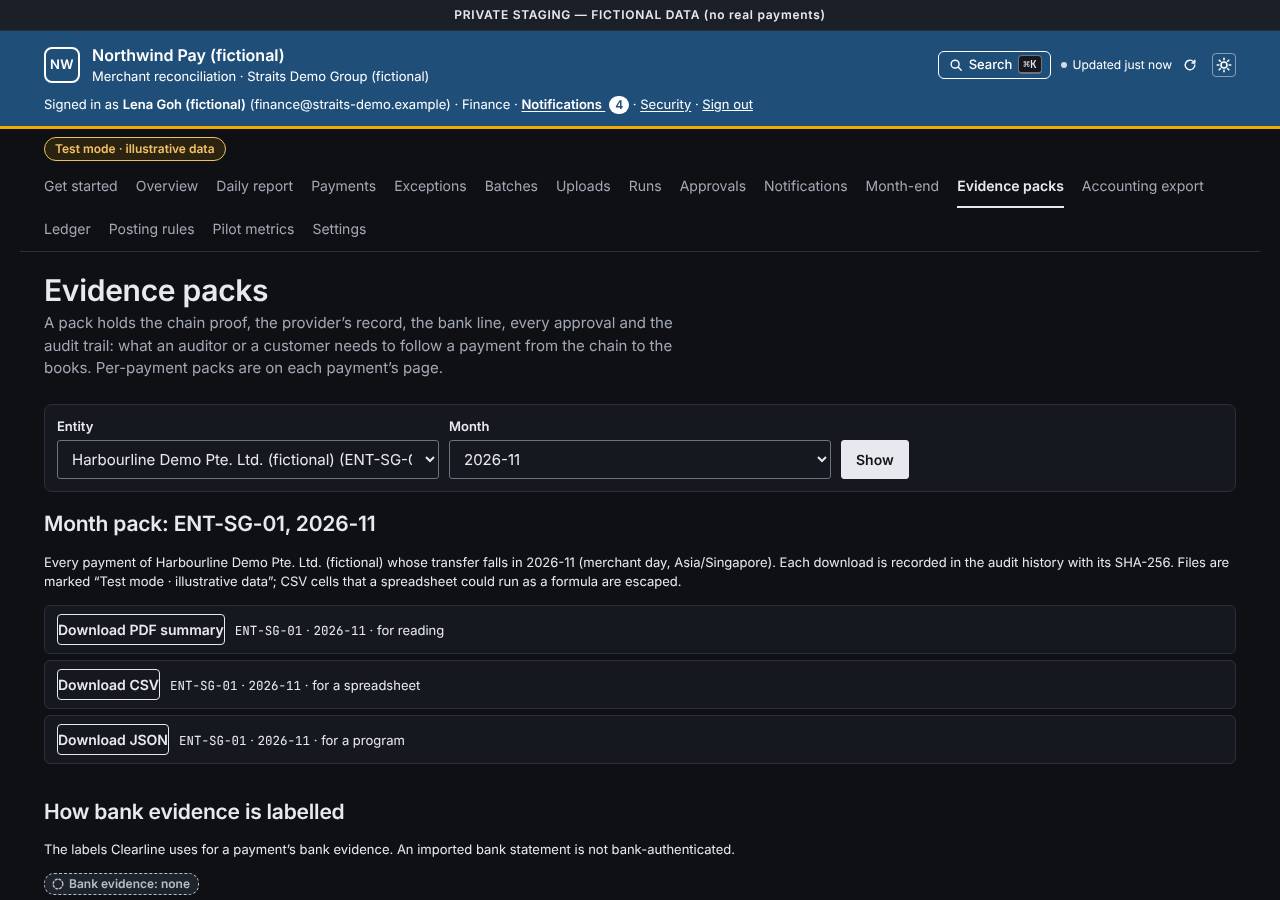 PRIVATE STAGING — FICTIONAL DATA (no real payments)
NW
Northwind Pay (fictional)
Merchant reconciliation · Straits Demo Group (fictional)
Search ⌘K
Updated just now
Signed in as Lena Goh (fictional) (finance@straits-demo.example) · Finance · Notifications 4 · Security · Sign out
Test mode · illustrative data
Get started Overview Daily report Payments Exceptions Batches Uploads Runs Approvals Notifications Month-end Evidence packs Accounting export
Ledger Posting rules Pilot metrics Settings
Evidence packs
A pack holds the chain proof, the provider’s record, the bank line, every approval and the
audit trail: what an auditor or a customer needs to follow a payment from the chain to the
books. Per-payment packs are on each payment’s page.
Entity Month
Harbourline Demo Pte. Ltd. (fictional) (ENT-SG-0 2026-11 Show
Month pack: ENT-SG-01, 2026-11
Every payment of Harbourline Demo Pte. Ltd. (fictional) whose transfer falls in 2026-11 (merchant day, Asia/Singapore). Each download is recorded in the audit history with its SHA-256. Files are
marked “Test mode · illustrative data”; CSV cells that a spreadsheet could run as a formula are escaped.
Download PDF summary ENT-SG-01 · 2026-11 · for reading
Download CSV ENT-SG-01 · 2026-11 · for a spreadsheet
Download JSON ENT-SG-01 · 2026-11 · for a program
How bank evidence is labelled
The labels Clearline uses for a payment’s bank evidence. An imported bank statement is not bank-authenticated.
Bank evidence: none